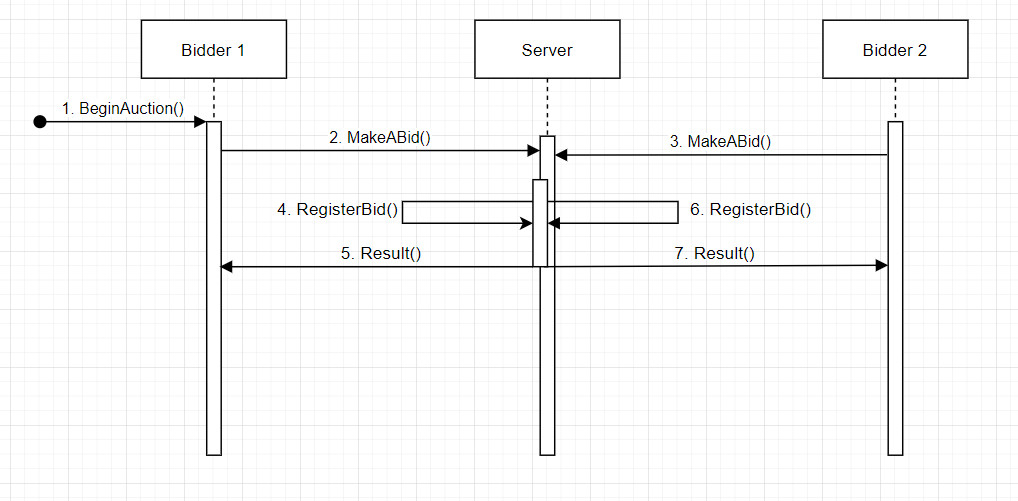 Bidder 1
Server
Bidder 2
1. BeginAuction()
2. MakeABid()
3. MakeABid()
4. RegisterBid()
6. RegisterBid()
5. Result()
7. Result()